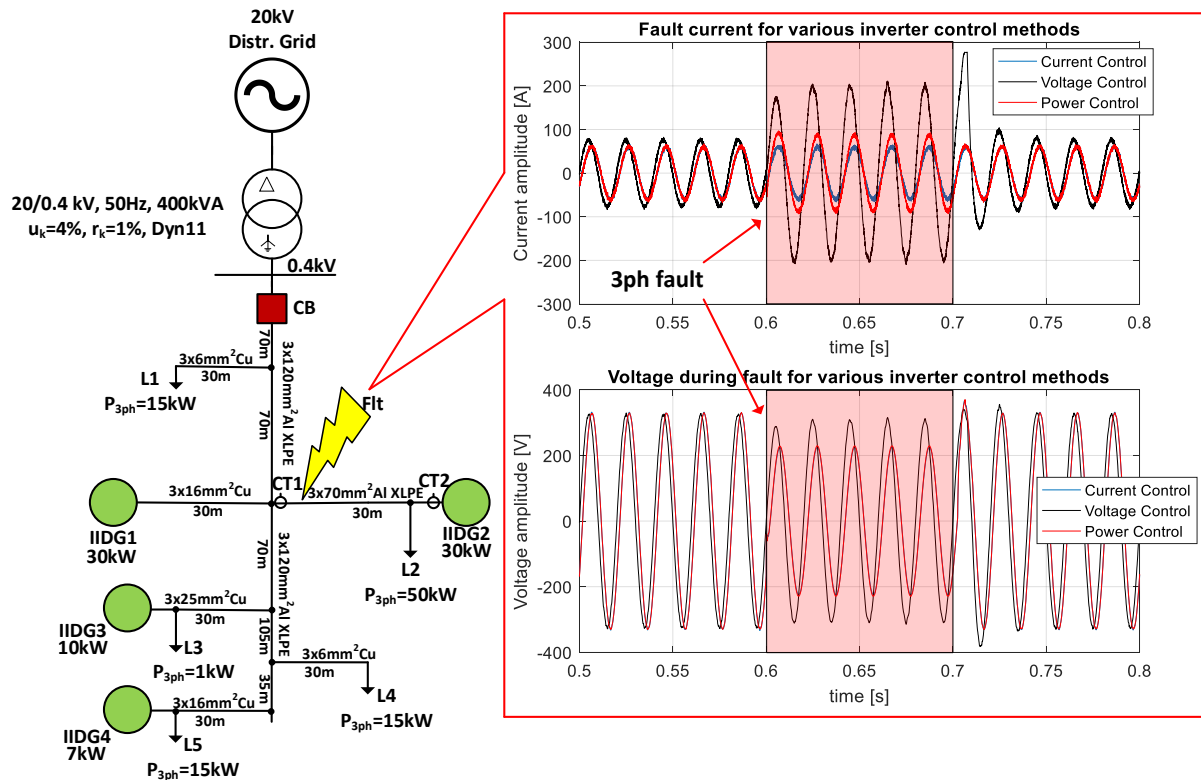 20kV
Distr. Grid
20/0.4 kV, 50Hz, 400kVA
uk=4%, rk=1%, Dyn11
0.4kV
CB
70m
3x120mm²Al XLPE
3x6mm²Cu
30m
L1
P3ph=15kW
70m
Flt
CT1
3x16mm²Cu
30m
IIDG1
30kW
3x70mm²Al XLPE
30m
CT2
IIDG2
30kW
L2
P3ph=50kW
70m
3x120mm²Al XLPE
3x25mm²Cu
30m
IIDG3
10kW
L3
P3ph=1kW
105m
3x6mm²Cu
30m
L4
P3ph=15kW
35m
3x16mm²Cu
30m
IIDG4
7kW
L5
P3ph=15kW
Fault current for various inverter control methods
Current amplitude [A]
300
200
100
0
-100
-200
-300
Current Control
Voltage Control
Power Control
0.5
0.55
0.6
0.65
0.7
0.75
0.8
time [s]
3ph fault
Voltage during fault for various inverter control methods
Voltage amplitude [V]
400
200
0
-200
-400
Current Control
Voltage Control
Power Control
0.5
0.55
0.6
0.65
0.7
0.75
0.8
time [s]